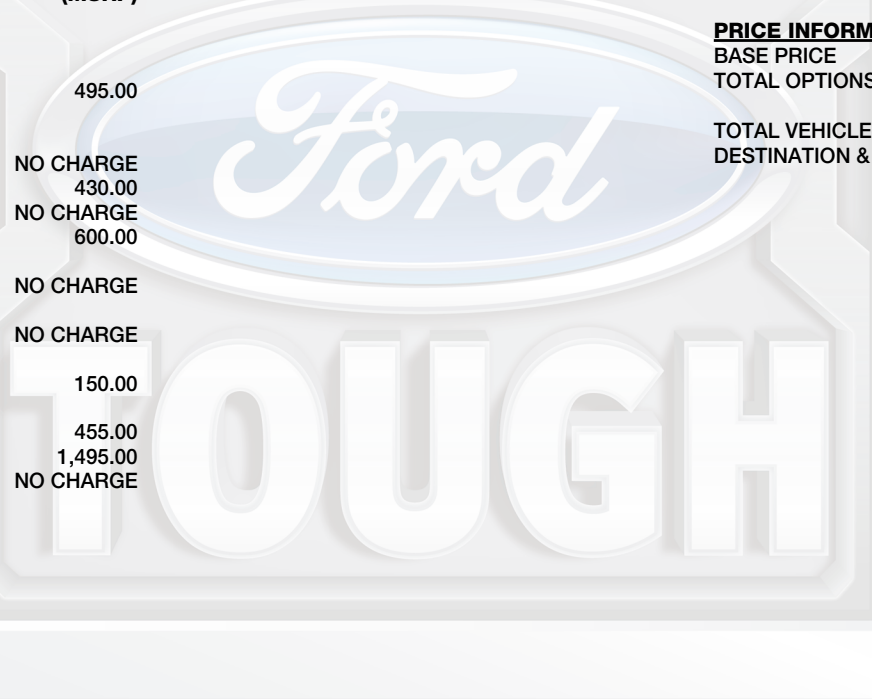 (MSRP)
495.00
NO CHARGE
430.00
NO CHARGE
600.00
NO CHARGE
NO CHARGE
150.00
455.00
1,495.00
NO CHARGE
PRICE INFORM
BASE PRICE
TOTAL OPTIONS
TOTAL VEHICLE
DESTINATION &
Ford
TOUGH